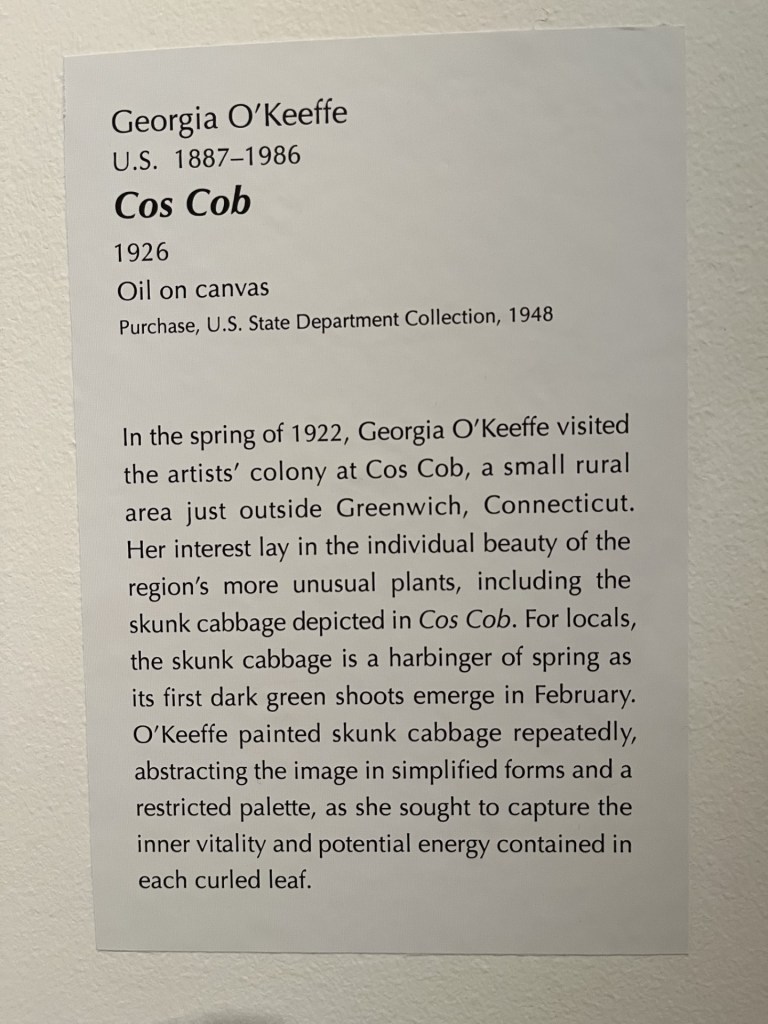 Georgia O’Keeffe
U.S. 1887–1986
Cos Cob
1926
Oil on canvas
Purchase, U.S. State Department Collection, 1948
In the spring of 1922, Georgia O’Keeffe visited
the artists’ colony at Cos Cob, a small rural
area just outside Greenwich, Connecticut.
Her interest lay in the individual beauty of the
region’s more unusual plants, including the
skunk cabbage depicted in Cos Cob. For locals,
the skunk cabbage is a harbinger of spring as
its first dark green shoots emerge in February.
O’Keeffe painted skunk cabbage repeatedly,
abstracting the image in simplified forms and a
restricted palette, as she sought to capture the
inner vitality and potential energy contained in
each curled leaf.